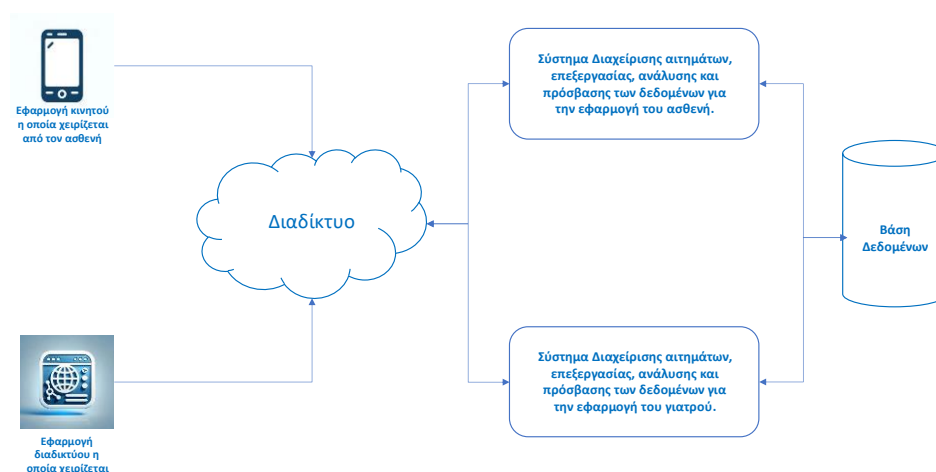 Εφαρμογή κινητού
η οποία χειρίζεται
από τον ασθενή
Σύστημα Διαχείρισης αιτημάτων,
επεξεργασίας, ανάλυσης και
πρόσβασης των δεδομένων για
την εφαρμογή του ασθενή.
Διαδίκτυο
Βάση
Δεδομένων
Σύστημα Διαχείρισης αιτημάτων,
επεξεργασίας, ανάλυσης και
πρόσβασης των δεδομένων για
την εφαρμογή του γιατρού.
Εφαρμογή
διαδικτύου η
οποία χειρίζεται